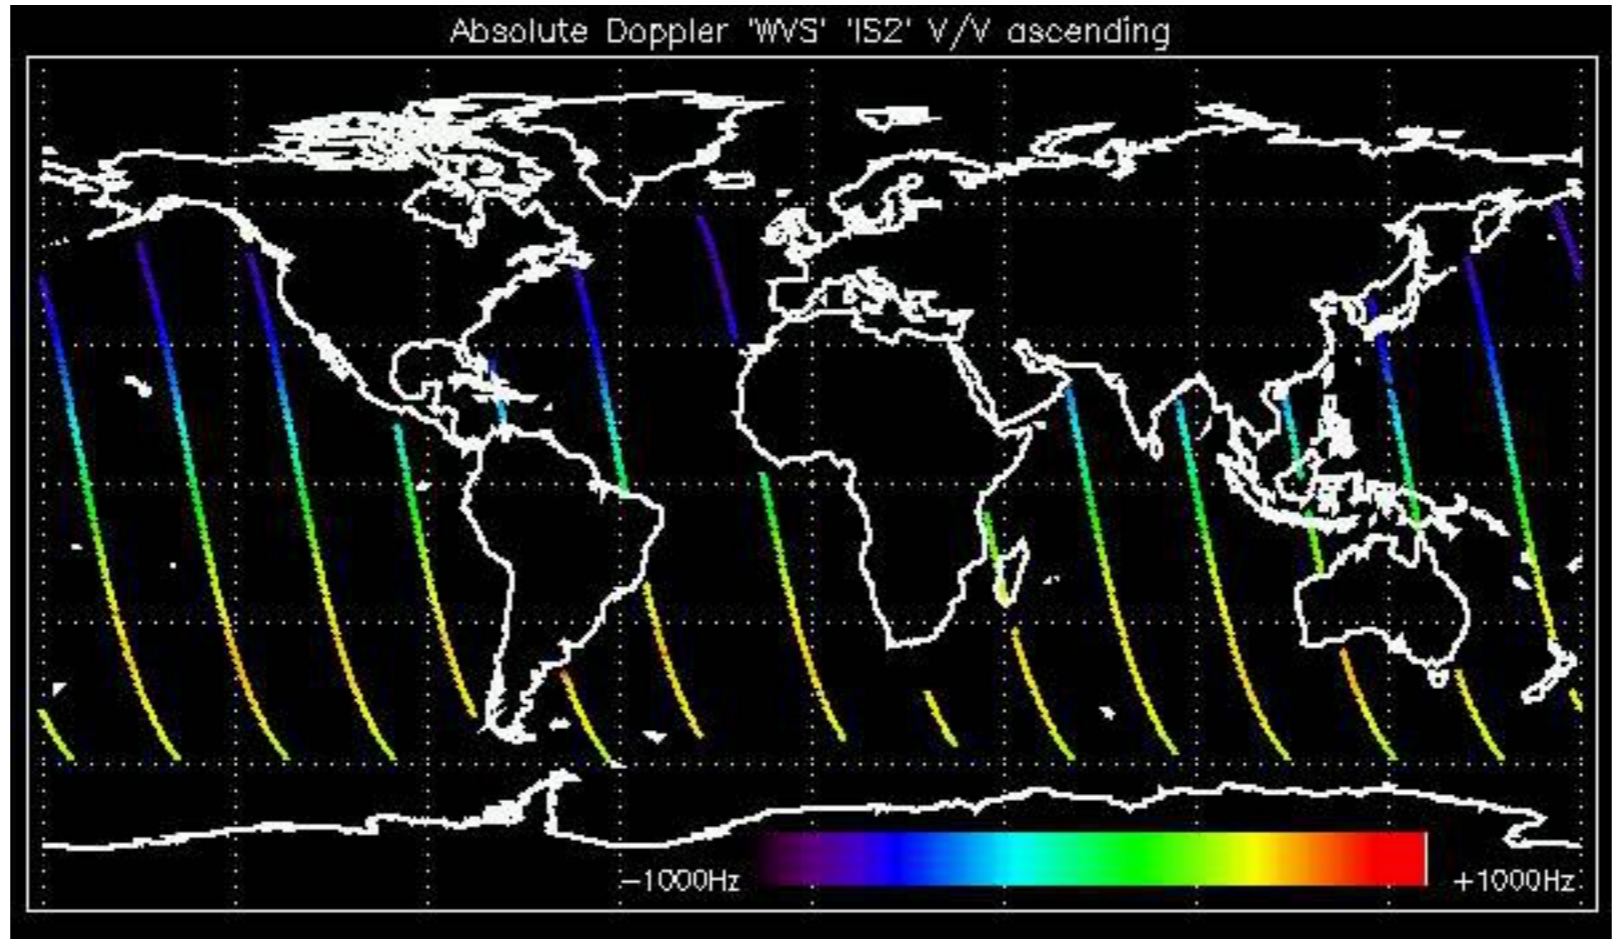 Absolute Doppler 'WVS' 'IS2' V/V ascending
−1000Hz +1000Hz